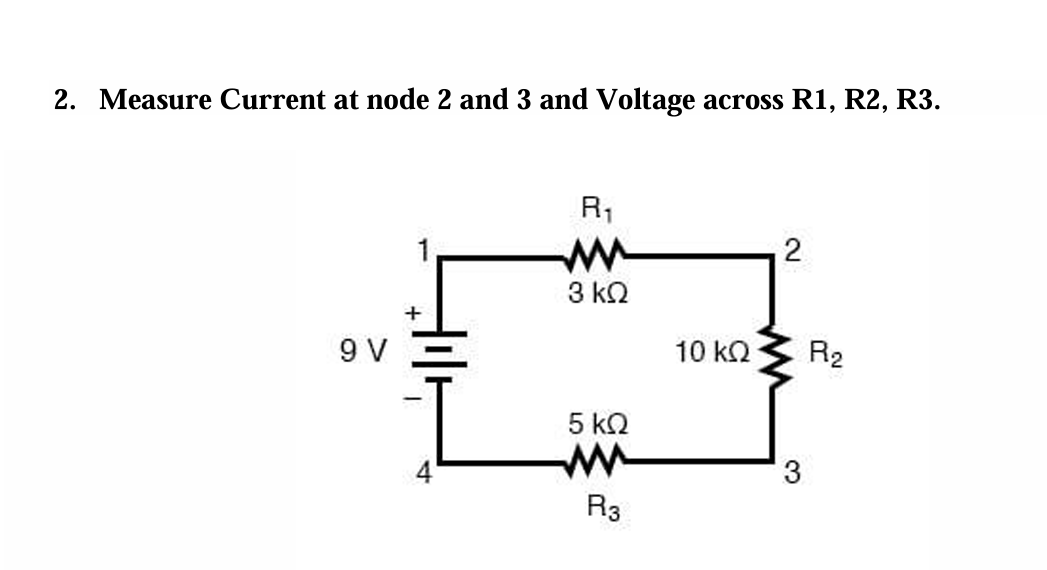 2. Measure Current at node 2 and 3 and Voltage across R1, R2, R3.
R₁
1
2
3 kΩ
+
9 V
10 kΩ
R₂
−
5 kΩ
4
3
R₃